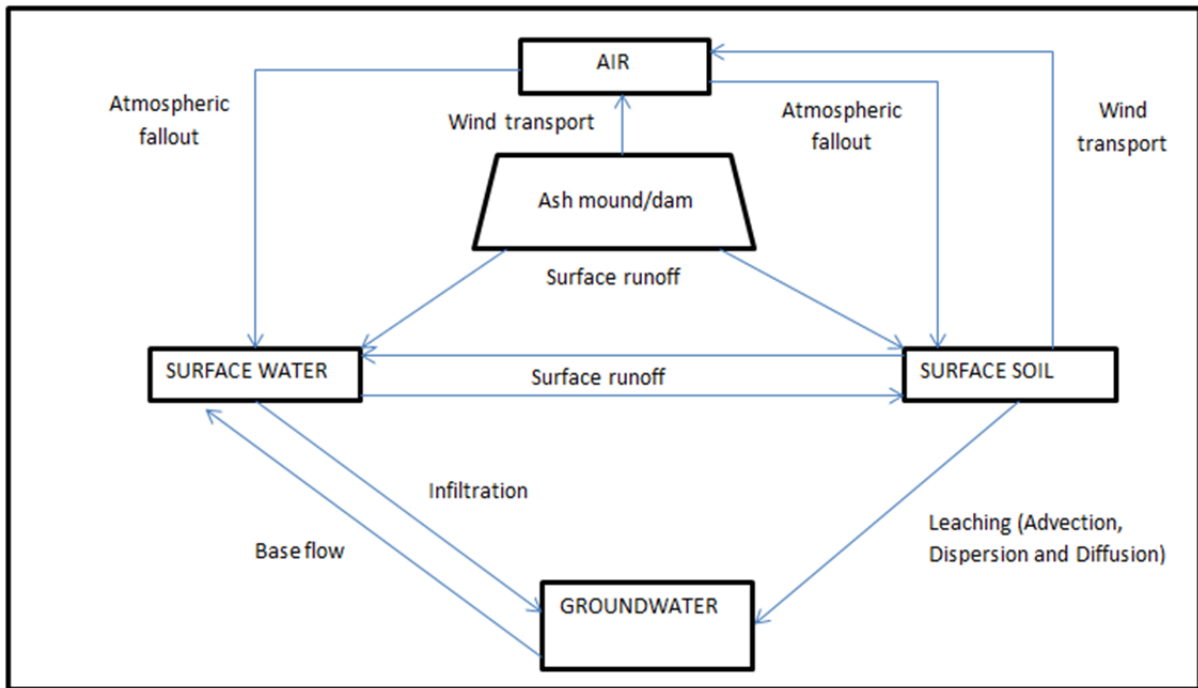 AIR
Atmospheric
fallout
Wind transport
Atmospheric
fallout
Wind
transport
Ash mound/dam
Surface runoff
SURFACE WATER
Surface runoff
SURFACE SOIL
Infiltration
Base flow
Leaching (Advection,
Dispersion and Diffusion)
GROUNDWATER